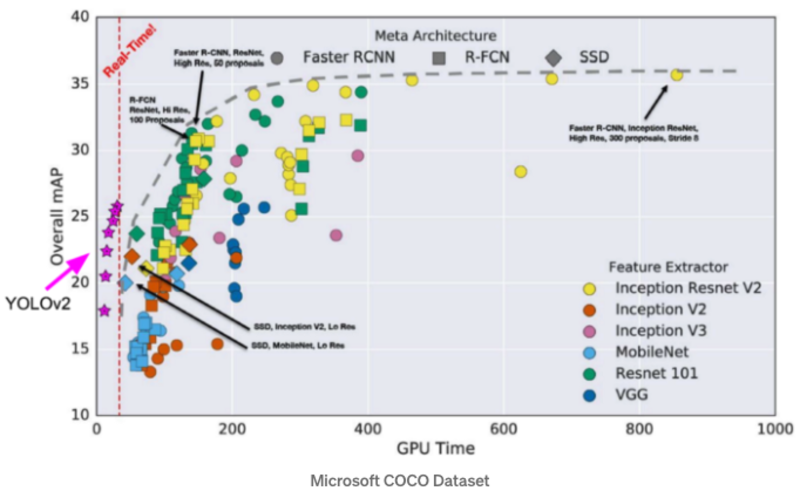 40
35
30
25
20
15
10
Overall mAP
0
200
400
600
800
1000
GPU Time
Real-Time!
YOLOv2
Meta Architecture
Faster RCNN
R-FCN
SSD
Faster R-CNN, ResNet,
High Res, 50 proposals
R-FCN
ResNet, Hi Res,
100 Proposals
Faster R-CNN, Inception ResNet,
High Res, 300 proposals, Stride 8
SSD, Inception V2, Lo Res
SSD, MobileNet, Lo Res
Feature Extractor
Inception Resnet V2
Inception V2
Inception V3
MobileNet
Resnet 101
VGG
Microsoft COCO Dataset